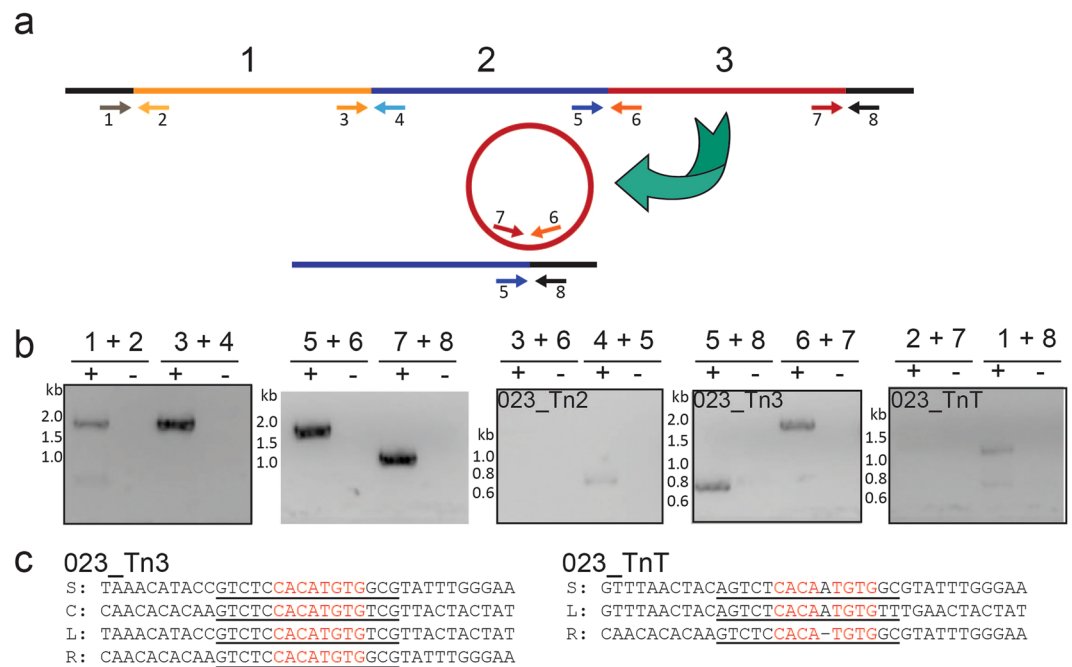 a
1 2 3
1 2 3 4 5 6 7 8
7 6
5 8
b
1 + 2 3 + 4 5 + 6 7 + 8 3 + 6 4 + 5 5 + 8 6 + 7 2 + 7 1 + 8
+ - + - + - + - + - + - + - + - + - + -
kb 2.0 1.5 1.0
kb 2.0 1.5 1.0
023_Tn2
kb 1.0 0.8 0.6
023_Tn3
kb 2.0 1.5 1.0 0.8 0.6
023_TnT
kb 1.5 1.0 0.8 0.6
c
023_Tn3
S: TAAACATACCGTCTCCACATGTGGCGTATTTGGGAA
C: CAACACACAAGTCTCCACATGTGTCGTTACTACTAT
L: TAAACATACCGTCTCCACATGTGTCGTTACTACTAT
R: CAACACACAAGTCTCCACATGTGGCGTATTTGGGAA
023_TnT
S: GTTTAACTACAGTCTCACAATGTGGCGTATTTGGGAA
L: GTTTAACTACAGTCTCACAATGTGTTTGAACTACTAT
R: CAACACACAAGTCTCCACA-TGTGGCGTATTTGGGAA